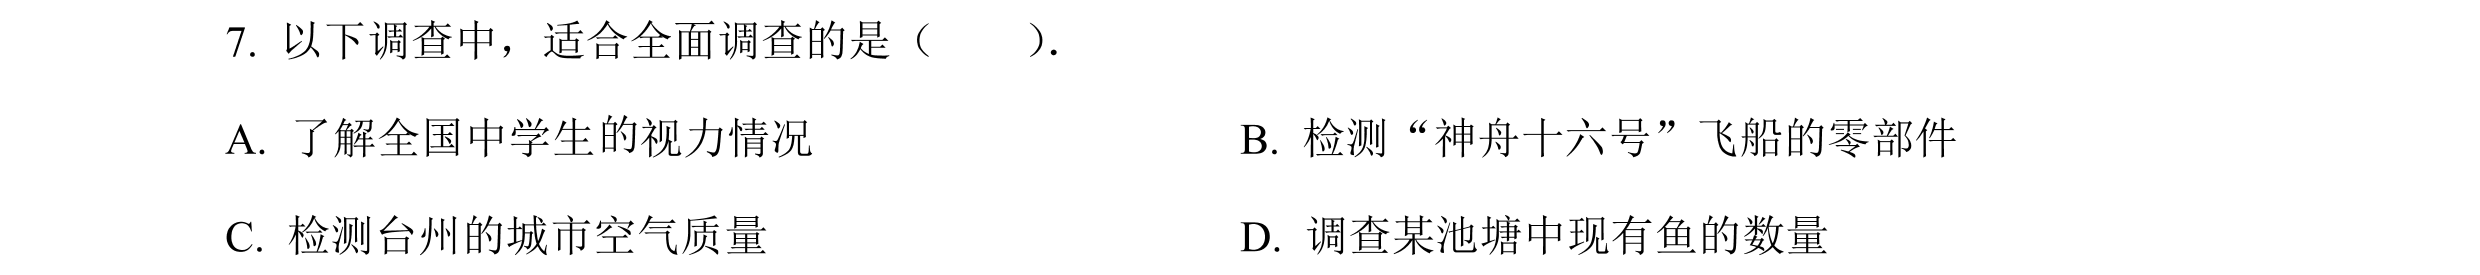 7. 以下调查中，适合全面调查的是（　　）.
A. 了解全国中学生的视力情况　　B. 检测“神舟十六号”飞船的零部件
C. 检测台州的城市空气质量　　D. 调查某池塘中现有鱼的数量